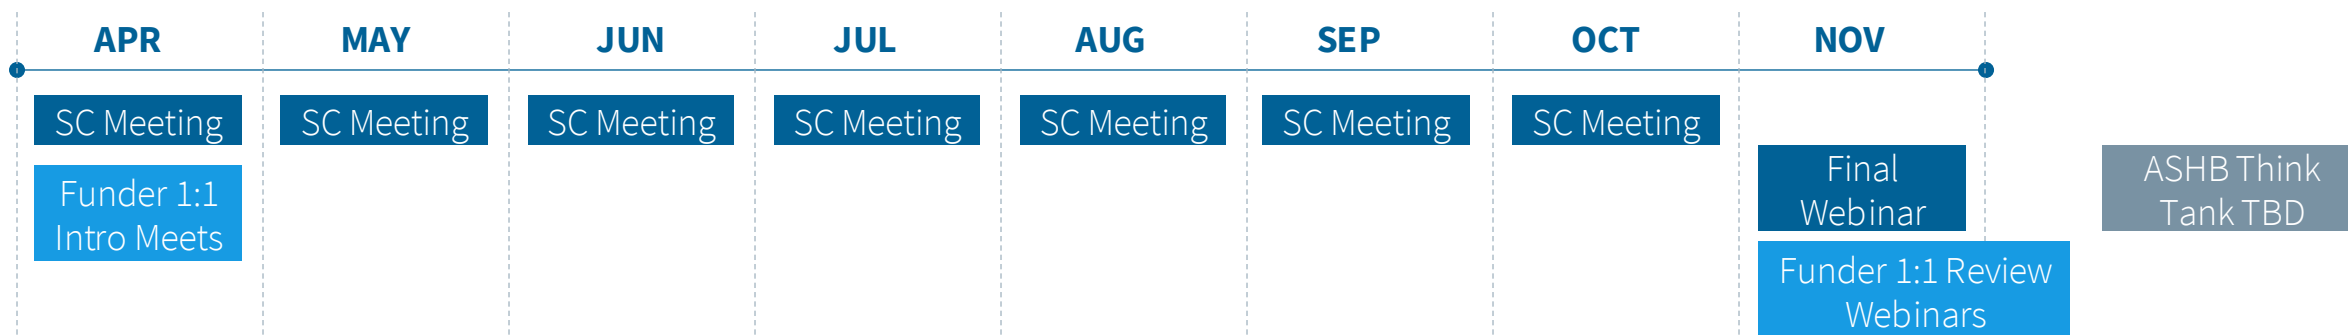 APR MAY JUN JUL AUG SEP OCT NOV
SC Meeting SC Meeting SC Meeting SC Meeting SC Meeting SC Meeting SC Meeting
Funder 1:1
Intro Meets
Final
Webinar
ASHB Think
Tank TBD
Funder 1:1 Review
Webinars